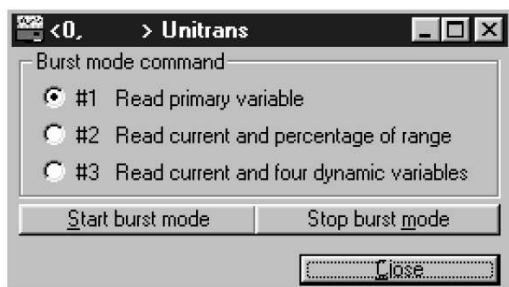 <0,      > Unitrans
Burst mode command
#1 Read primary variable
#2 Read current and percentage of range
#3 Read current and four dynamic variables
Start burst mode Stop burst mode
Close